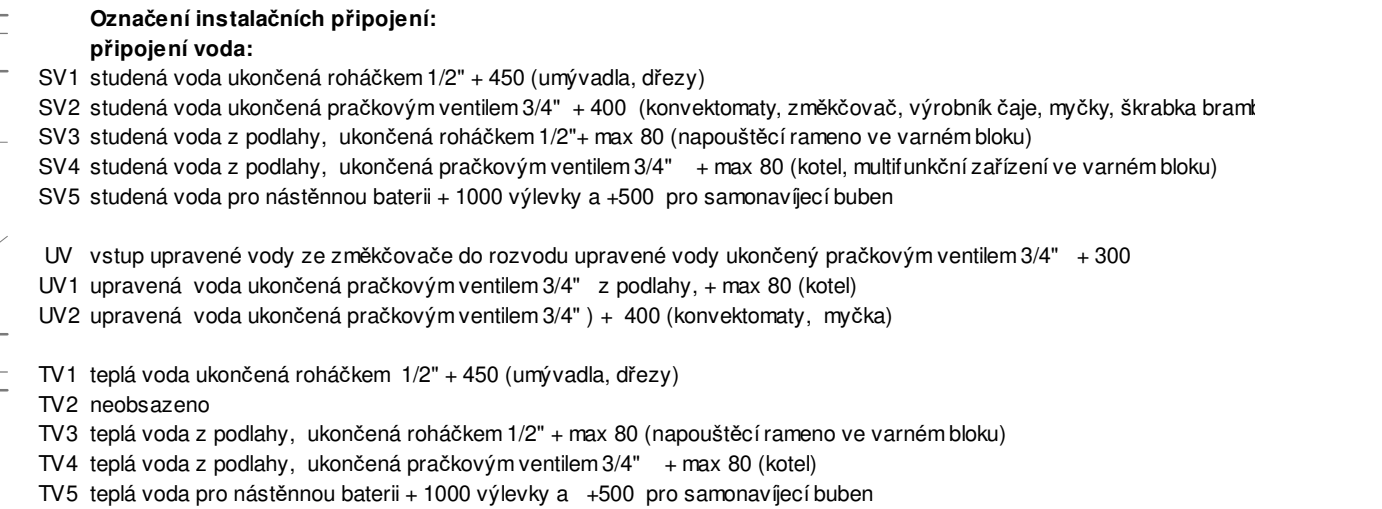 Označení instalačních připojení:
připojení voda:
SV1 studená voda ukončená roháčkem 1/2" + 450 (umývadla, dřezy)
SV2 studená voda ukončená pračkovým ventilem 3/4" + 400 (konvektomaty, změkčovač, výrobník čaje, myčky, škrabka
SV3 studená voda z podlahy, ukončená roháčkem 1/2"+ max 80 (napouštěcí rameno ve varném bloku)
SV4 studená voda z podlahy, ukončená pračkovým ventilem 3/4" + max 80 (kotel, multifunkční zařízení ve varném bloku)
SV5 studená voda pro nástěnnou baterii + 1000 výlevky a +500 pro samonavíjecí buben
UV vstup upravené vody ze změkčovače do rozvodu upravené vody ukončený pračkovým ventilem 3/4" + 300
UV1 upravená voda ukončená pračkovým ventilem 3/4" z podlahy, + max 80 (kotel)
UV2 upravená voda ukončená pračkovým ventilem 3/4" ) + 400 (konvektomaty, myčka)
TV1 teplá voda ukončená roháčkem 1/2" + 450 (umývadla, dřezy)
TV2 neobsazeno
TV3 teplá voda z podlahy, ukončená roháčkem 1/2" + max 80 (napouštěcí rameno ve varném bloku)
TV4 teplá voda z podlahy, ukončená pračkovým ventilem 3/4" + max 80 (kotel)
TV5 teplá voda pro nástěnnou baterii + 1000 výlevky a +500 pro samonavíjecí buben